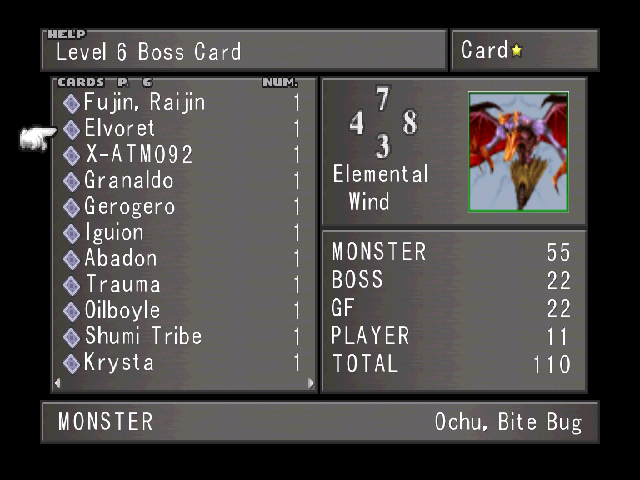 HELP
Level 6 Boss Card
Card
CARDS P. 6 NUM.
Fujin, Raijin 1
Elvoret 1
X-ATM092 1
Granaldo 1
Gerogero 1
Iguion 1
Abadon 1
Trauma 1
Oilboyle 1
Shumi Tribe 1
Krysta 1
7
4 8
3
Elemental
Wind
MONSTER 55
BOSS 22
GF 22
PLAYER 11
TOTAL 110
MONSTER Ochu, Bite Bug